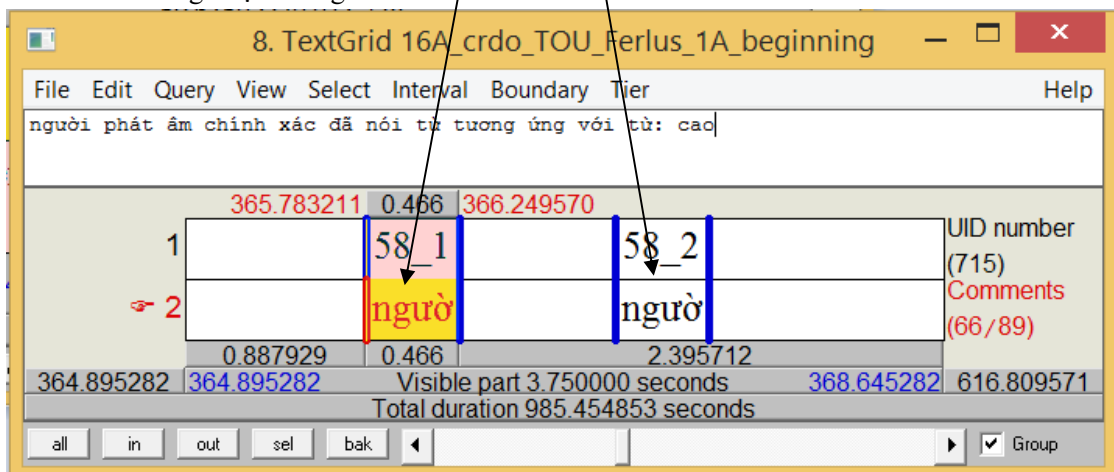 8. TextGrid 16A_crdo_TOU_Ferlus_1A_beginning
File Edit Query View Select Interval Boundary Tier Help
người phát âm chính xác đã nói từ tương ứng với từ: cao
365.783211 0.466 366.249570
1 58_1 58_2 UID number
(715)
2 ngườ ngườ Comments
(66/89)
0.887929 0.466 2.395712
364.895282 364.895282 Visible part 3.750000 seconds 368.645282 616.809571
Total duration 985.454853 seconds
all in out sel bak Group